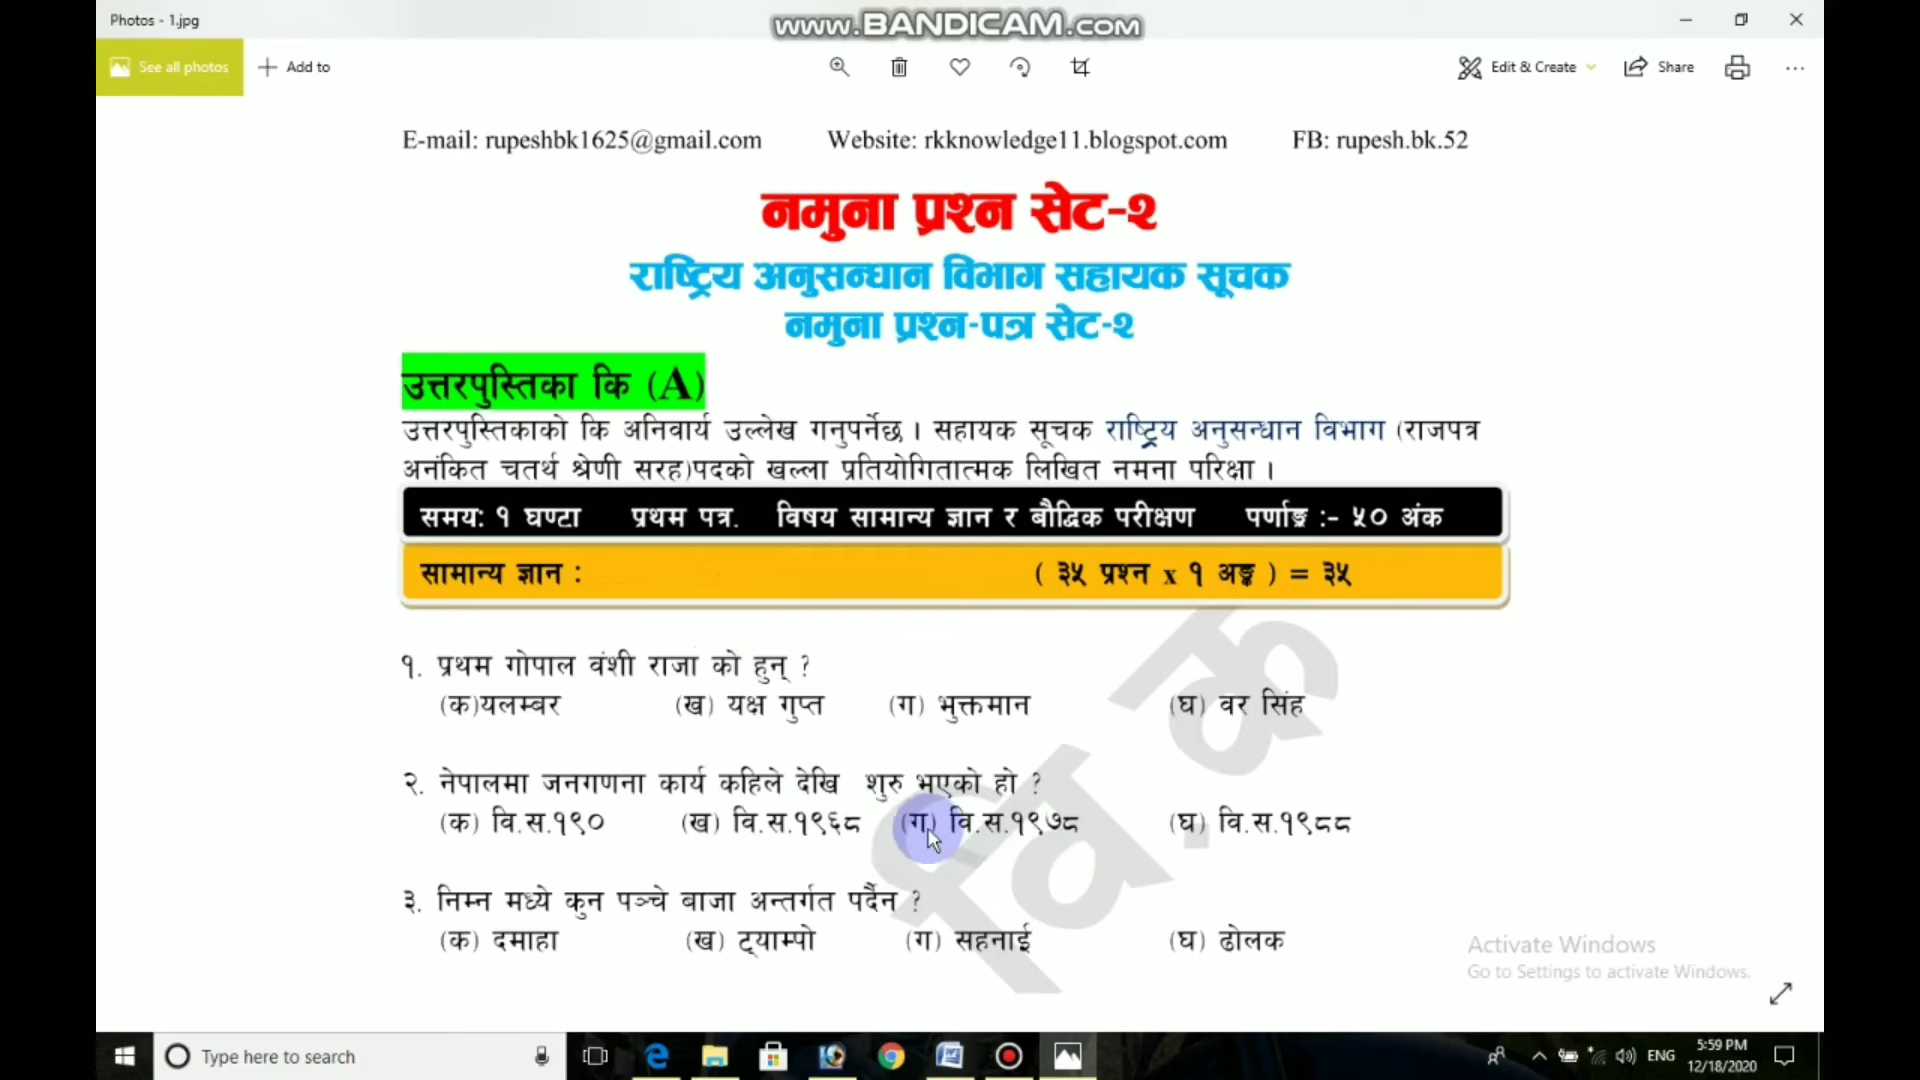 Photos - 1.jpg
www.BANDICAM.com
See all photos
Add to
Edit & Create
Share
E-mail: rupeshbk1625@gmail.com Website: rkknowledge11.blogspot.com FB: rupesh.bk.52
नमुना प्रश्न सेट-२
राष्ट्रिय अनुसन्धान विभाग सहायक सूचक
नमुना प्रश्न-पत्र सेट-२
उत्तरपुस्तिका कि (A)
उत्तरपुस्तिकाको कि अनिवार्य उल्लेख गनुपर्नेछ । सहायक सूचक राष्ट्रिय अनुसन्धान विभाग (राजपत्र
अनंकित चतर्थ श्रेणी सरह)पदको खल्ला प्रतियोगितात्मक लिखित नमना परिक्षा ।
समय: १ घण्टा प्रथम पत्र. विषय सामान्य ज्ञान र बौद्धिक परीक्षण पर्णाङ्क :- ५० अंक
सामान्य ज्ञान : ( ३५ प्रश्न x १ अङ्क ) = ३५
१. प्रथम गोपाल वंशी राजा को हुन् ?
(क)यलम्बर (ख) यक्ष गुप्त (ग) भुक्तमान (घ) वर सिंह
२. नेपालमा जनगणना कार्य कहिले देखि शुरु भएको हो ?
(क) वि.स.१९० (ख) वि.स.१९६८ (ग) वि.स.१९७८ (घ) वि.स.१९८८
३. निम्न मध्ये कुन पञ्चे बाजा अन्तर्गत पर्दैन ?
(क) दमाहा (ख) ट्याम्पो (ग) सहनाई (घ) ढोलक
वि.क
Activate Windows
Go to Settings to activate Windows.
Type here to search
ENG
5:59 PM
12/18/2020